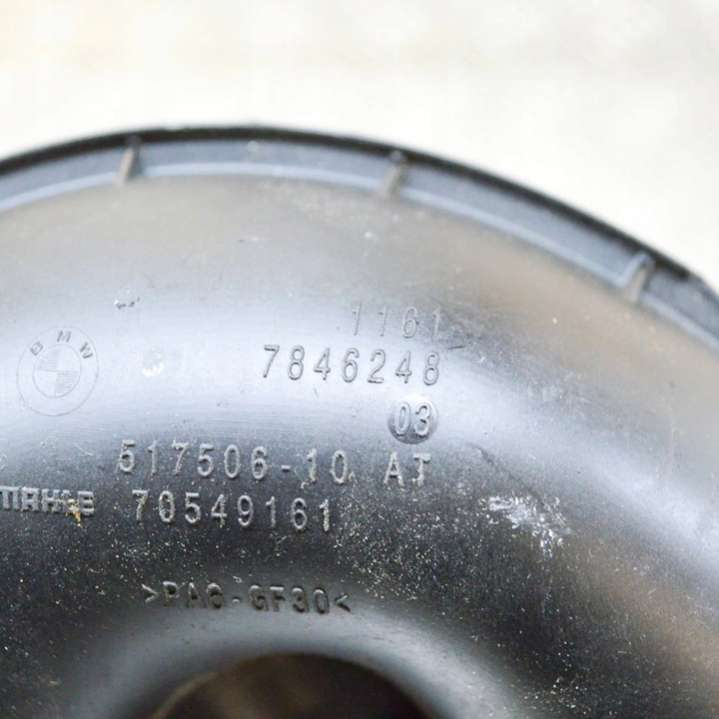 1161
BMW
7846248
03
517506-10 AT
MAHLE 70549161
>PA6-GF30<